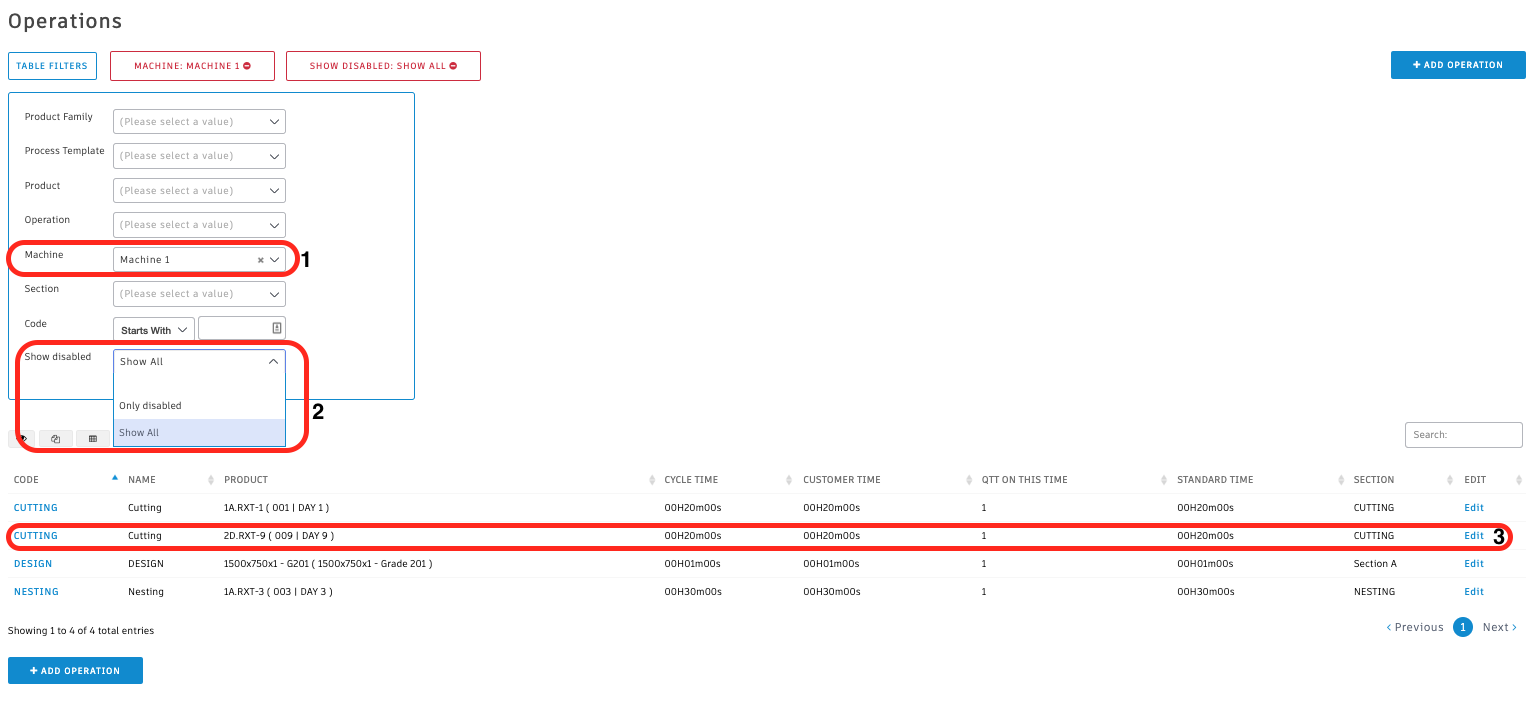 Operations
TABLE FILTERS
MACHINE: MACHINE 1
SHOW DISABLED: SHOW ALL
+ ADD OPERATION
Product Family (Please select a value)
Process Template (Please select a value)
Product (Please select a value)
Operation (Please select a value)
Machine Machine 1 1
Section (Please select a value)
Code Starts With
Show disabled Show All
Only disabled
2
Show All
Search:
CODE NAME PRODUCT CYCLE TIME CUSTOMER TIME QTT ON THIS TIME STANDARD TIME SECTION EDIT
CUTTING Cutting 1A.RXT-1 ( 001 | DAY 1 ) 00H20m00s 00H20m00s 1 00H20m00s CUTTING Edit
CUTTING Cutting 2D.RXT-9 ( 009 | DAY 9 ) 00H20m00s 00H20m00s 1 00H20m00s CUTTING Edit 3
DESIGN DESIGN 1500x750x1 - G201 ( 1500x750x1 - Grade 201 ) 00H01m00s 00H01m00s 1 00H01m00s Section A Edit
NESTING Nesting 1A.RXT-3 ( 003 | DAY 3 ) 00H30m00s 00H30m00s 1 00H30m00s NESTING Edit
Showing 1 to 4 of 4 total entries
‹ Previous 1 Next ›
+ ADD OPERATION